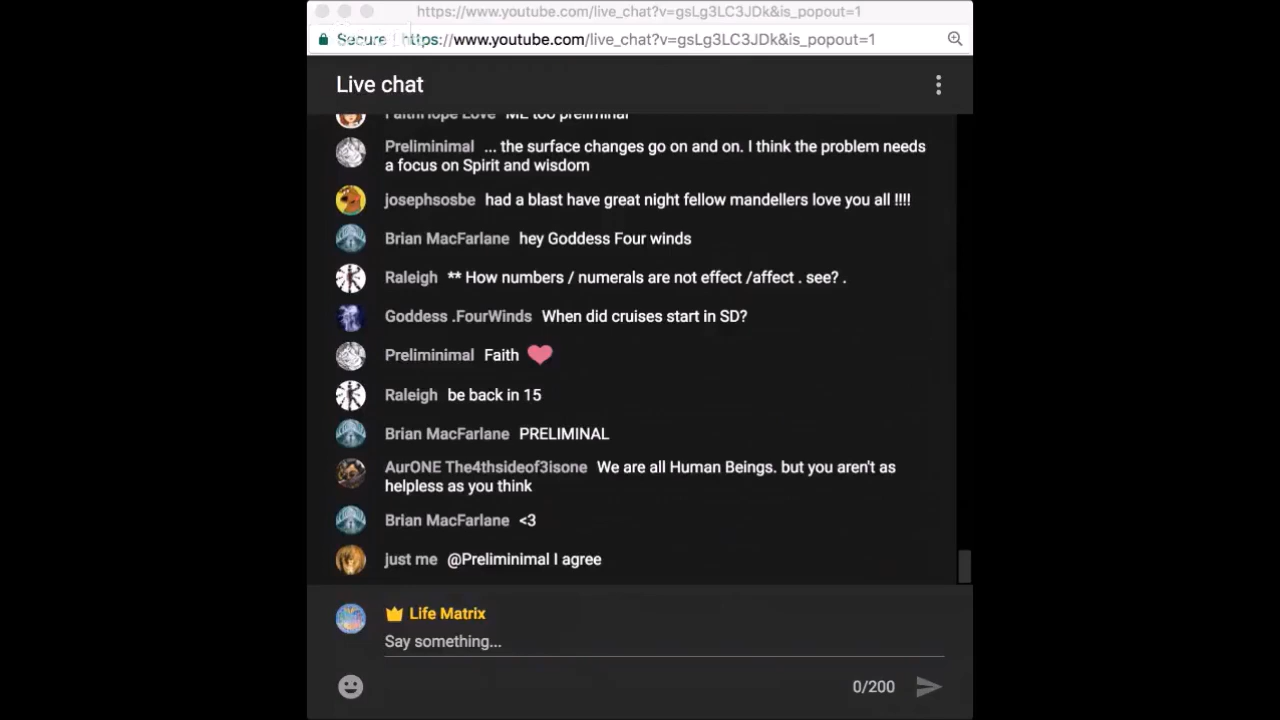 https://www.youtube.com/live_chat?v=gsLg3LC3JDk&is_popout=1
Secure https://www.youtube.com/live_chat?v=gsLg3LC3JDk&is_popout=1
Live chat
FaithHope Love ME too preliminal
Preliminimal ... the surface changes go on and on. I think the problem needs
a focus on Spirit and wisdom
josephsosbe had a blast have great night fellow mandellers love you all !!!!
Brian MacFarlane hey Goddess Four winds
Raleigh ** How numbers / numerals are not effect /affect . see? .
Goddess .FourWinds When did cruises start in SD?
Preliminimal Faith
Raleigh be back in 15
Brian MacFarlane PRELIMINAL
AurONE The4thsideof3isone We are all Human Beings. but you aren't as
helpless as you think
Brian MacFarlane <3
just me @Preliminimal I agree
Life Matrix
Say something...
0/200